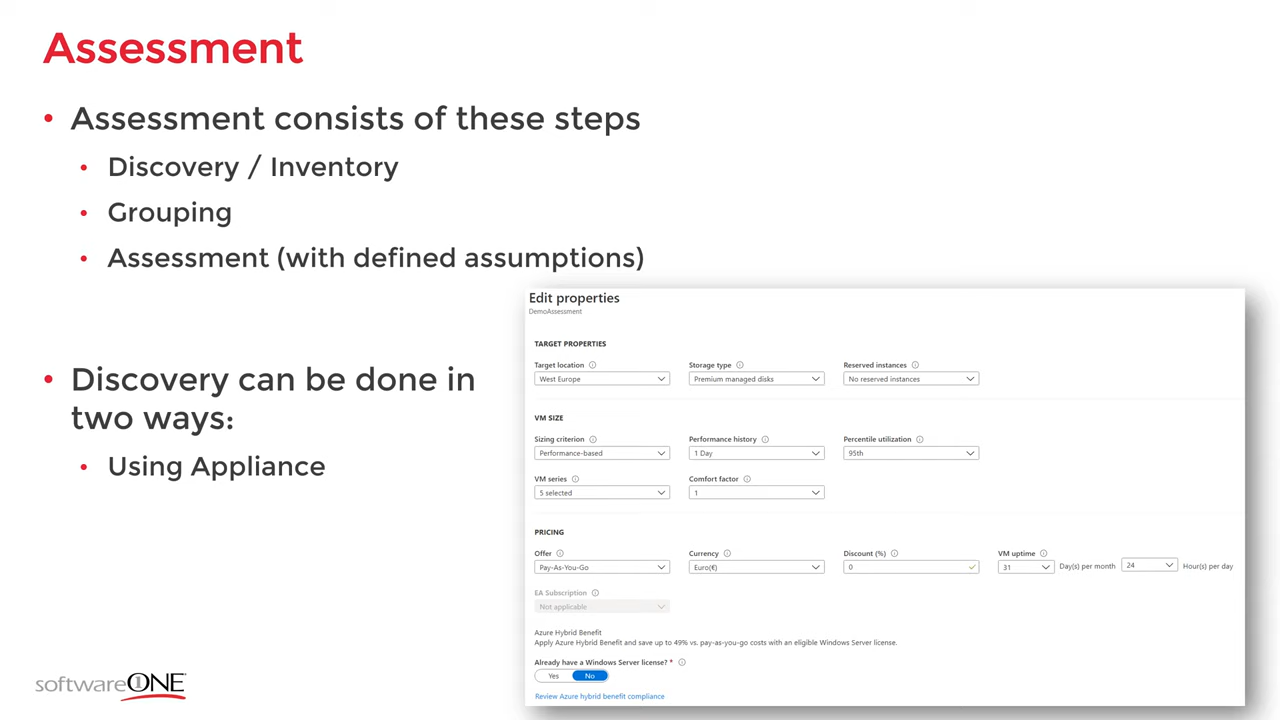 Assessment
• Assessment consists of these steps
• Discovery / Inventory
• Grouping
• Assessment (with defined assumptions)
• Discovery can be done in
two ways:
• Using Appliance
Edit properties
DemoAssessment
TARGET PROPERTIES
Target location Storage type Reserved instances
West Europe Premium managed disks No reserved instances
VM SIZE
Sizing criterion Performance history Percentile utilization
Performance-based 1 Day 95th
VM series Comfort factor
5 selected 1
PRICING
Offer Currency Discount (%) VM uptime
Pay-As-You-Go Euro(€) 0 31 Day(s) per month 24 Hour(s) per day
EA Subscription
Not applicable
Azure Hybrid Benefit
Apply Azure Hybrid Benefit and save up to 49% vs. pay-as-you-go costs with an eligible Windows Server license.
Already have a Windows Server license? *
Yes No
Review Azure hybrid benefit compliance
softwareONE